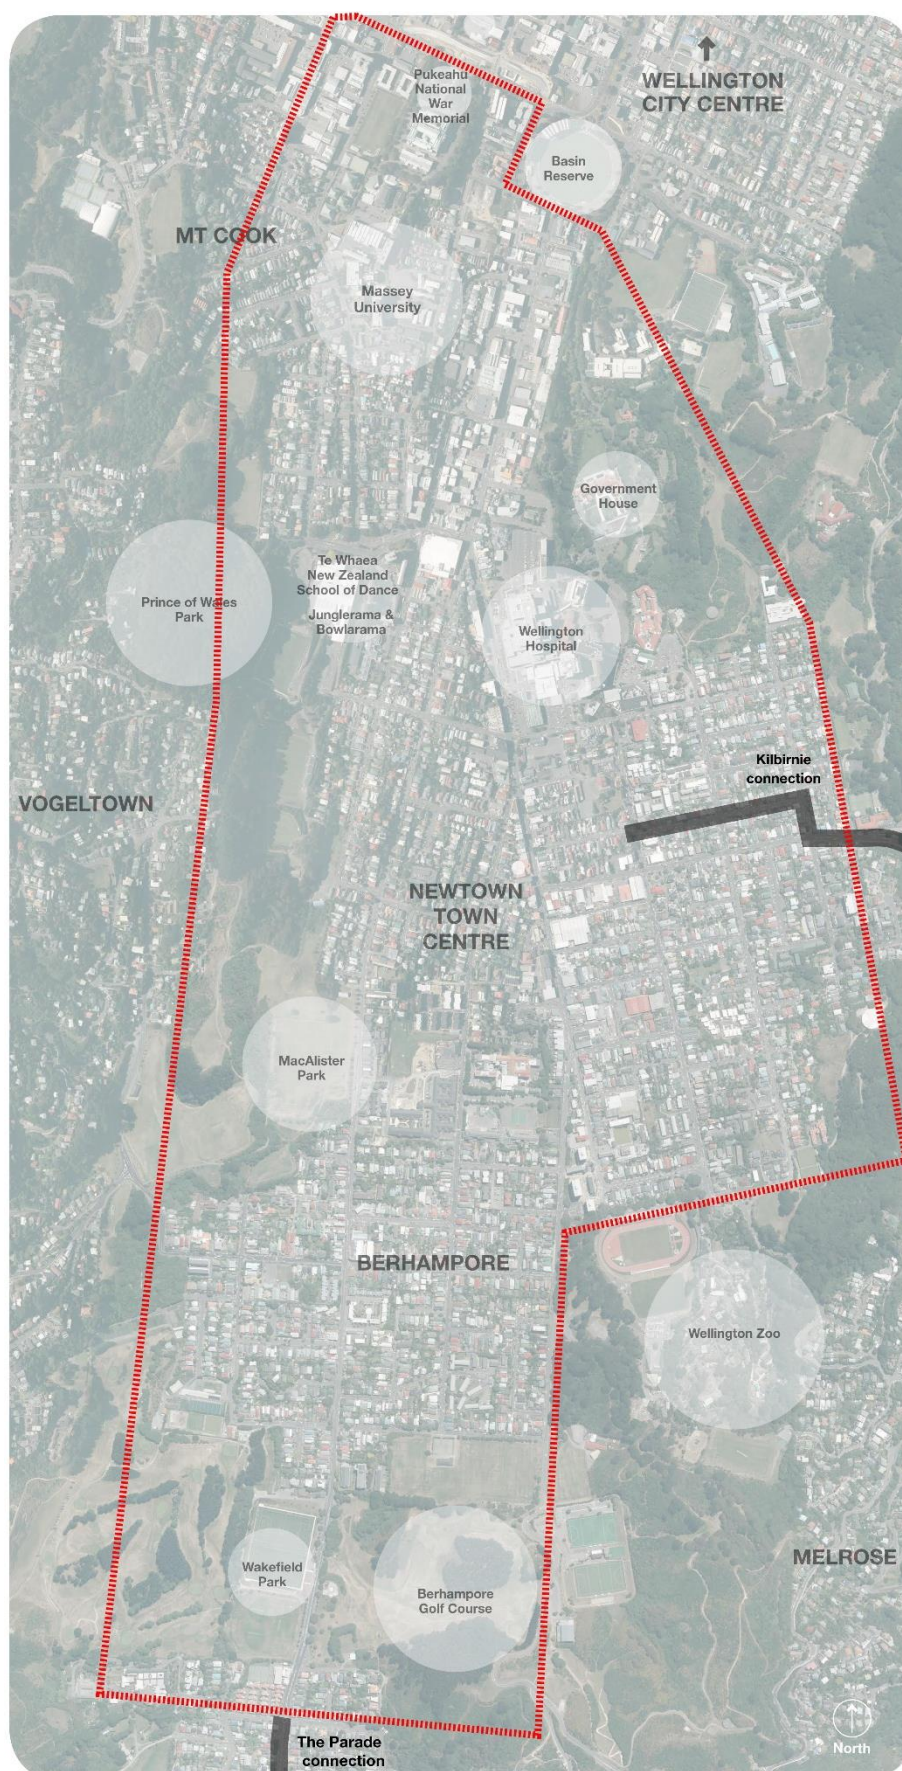 Pukeahu
National
War
Memorial
WELLINGTON
CITY CENTRE
Basin
Reserve
MT COOK
Massey
University
Government
House
Te Whaea
New Zealand
School of Dance
Junglerama &
Bowlarama
Prince of Wales
Park
Wellington
Hospital
Kilbirnie
connection
VOGELTOWN
NEWTOWN
TOWN
CENTRE
MacAlister
Park
BERHAMPORE
Wellington Zoo
MELROSE
Wakefield
Park
Berhampore
Golf Course
The Parade
connection
North